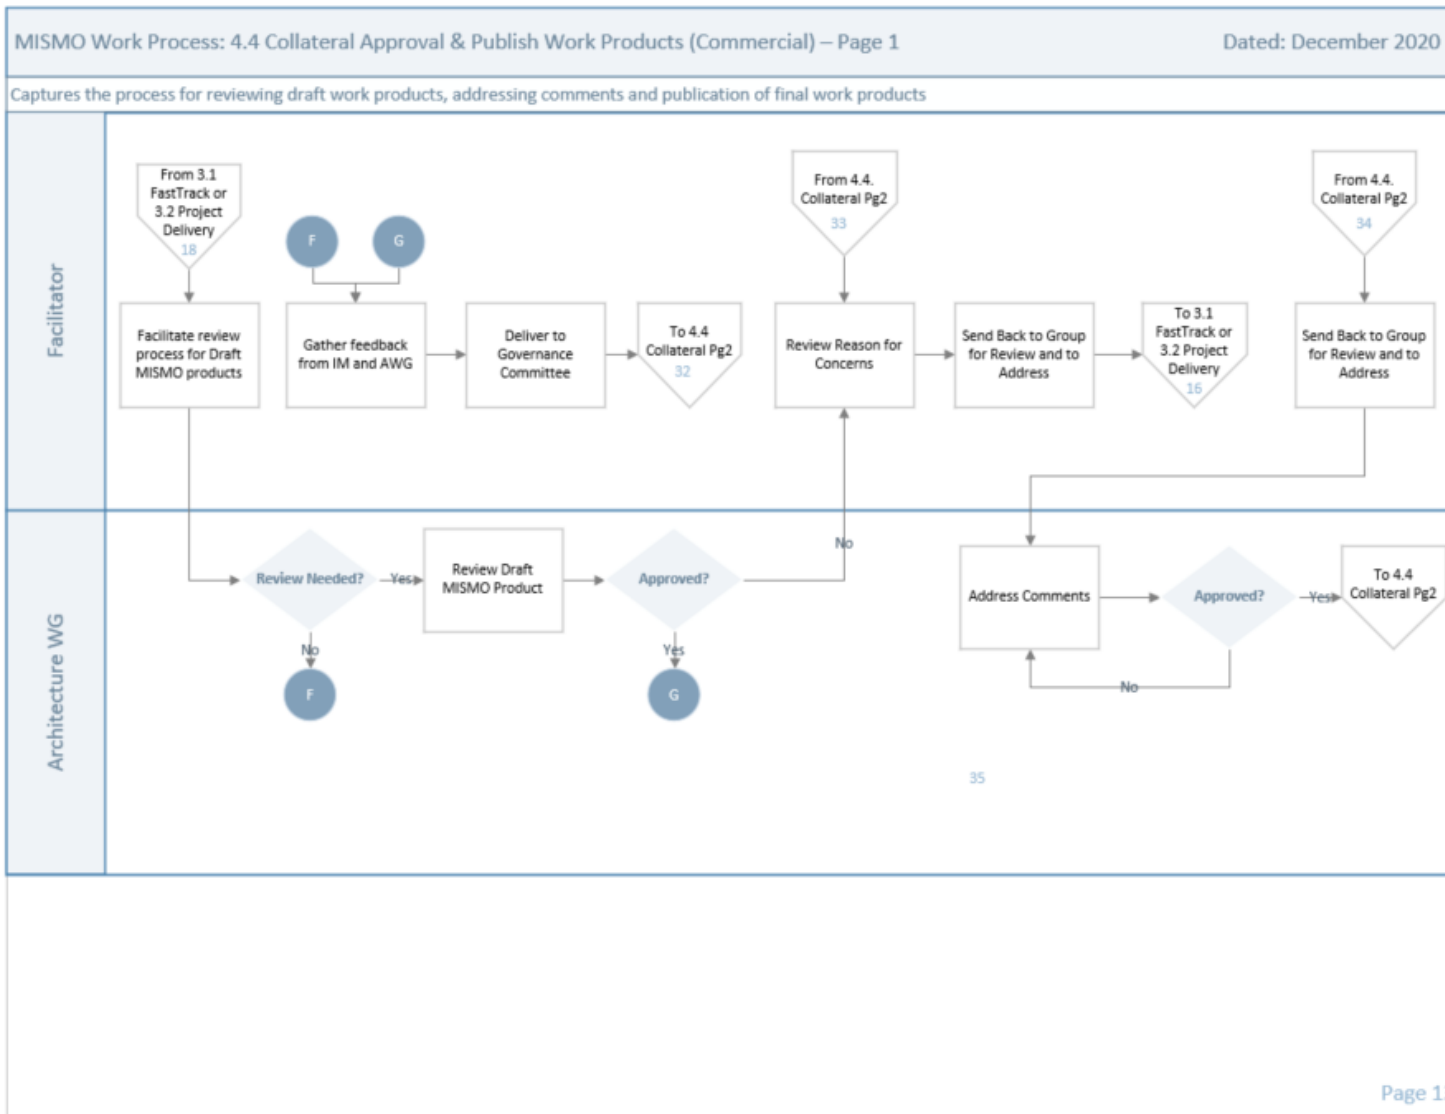 MISMO Work Process: 4.4 Collateral Approval & Publish Work Products (Commercial) – Page 1
Dated: December 2020
Captures the process for reviewing draft work products, addressing comments and publication of final work products
Facilitator
From 3.1
FastTrack or
3.2 Project
Delivery
18
F
G
From 4.4.
Collateral Pg2
33
From 4.4.
Collateral Pg2
34
Facilitate review
process for Draft
MISMO products
Gather feedback
from IM and AWG
Deliver to
Governance
Committee
To 4.4
Collateral Pg2
32
Review Reason for
Concerns
Send Back to Group
for Review and to
Address
To 3.1
FastTrack or
3.2 Project
Delivery
16
Send Back to Group
for Review and to
Address
Architecture WG
Review Needed?
Yes
No
F
Review Draft
MISMO Product
Approved?
No
Yes
G
Address Comments
Approved?
Yes
No
To 4.4
Collateral Pg2
35
Page